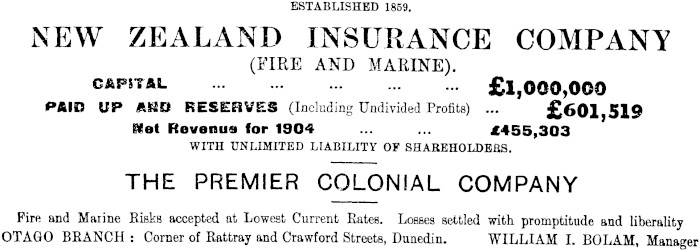 ESTABLISHED 1859.
NEW ZEALAND INSURANCE COMPANY
(FIRE AND MARINE).
CAPITAL ... ... ... ... ... £1,000,000
PAID UP AND RESERVES (Including Undivided Profits) ... £601,519
Net Revenue for 1904 ... ... £455,303
WITH UNLIMITED LIABILITY OF SHAREHOLDERS.
THE PREMIER COLONIAL COMPANY
Fire and Marine Risks accepted at Lowest Current Rates. Losses settled with promptitude and liberality
OTAGO BRANCH: Corner of Rattray and Crawford Streets, Dunedin. WILLIAM I. BOLAM, Manager